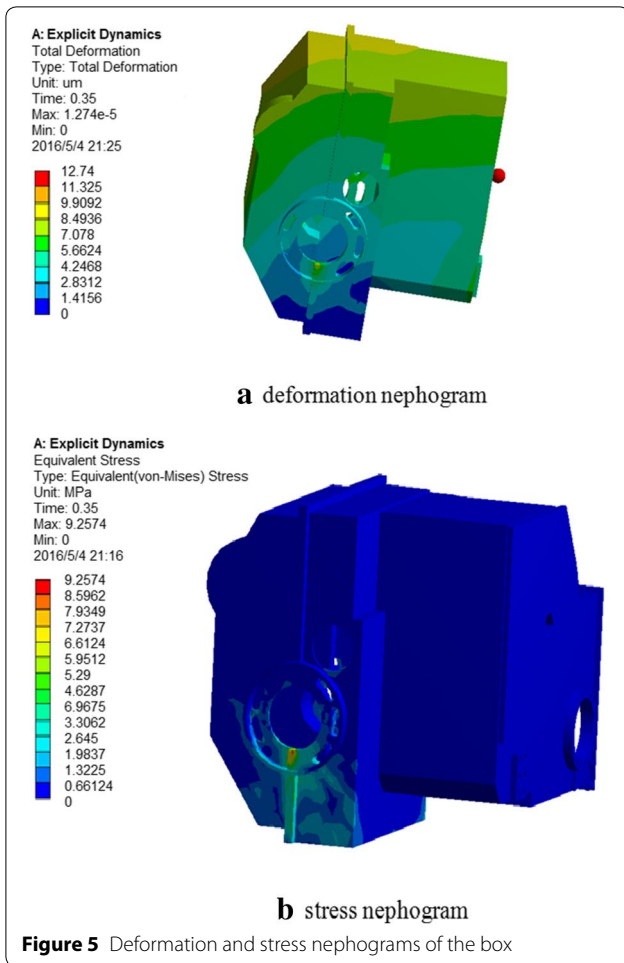 A: Explicit Dynamics
Total Deformation
Type: Total Deformation
Unit: um
Time: 0.35
Max: 1.274e-5
Min: 0
2016/5/4 21:25
12.74
11.325
9.9092
8.4936
7.078
5.6624
4.2468
2.8312
1.4156
0
a deformation nephogram
A: Explicit Dynamics
Equivalent Stress
Type: Equivalent(von-Mises) Stress
Unit: MPa
Time: 0.35
Max: 9.2574
Min: 0
2016/5/4 21:16
9.2574
8.5962
7.9349
7.2737
6.6124
5.9512
5.29
4.6287
6.9675
3.3062
2.645
1.9837
1.3225
0.66124
0
b stress nephogram
Figure 5 Deformation and stress nephograms of the box